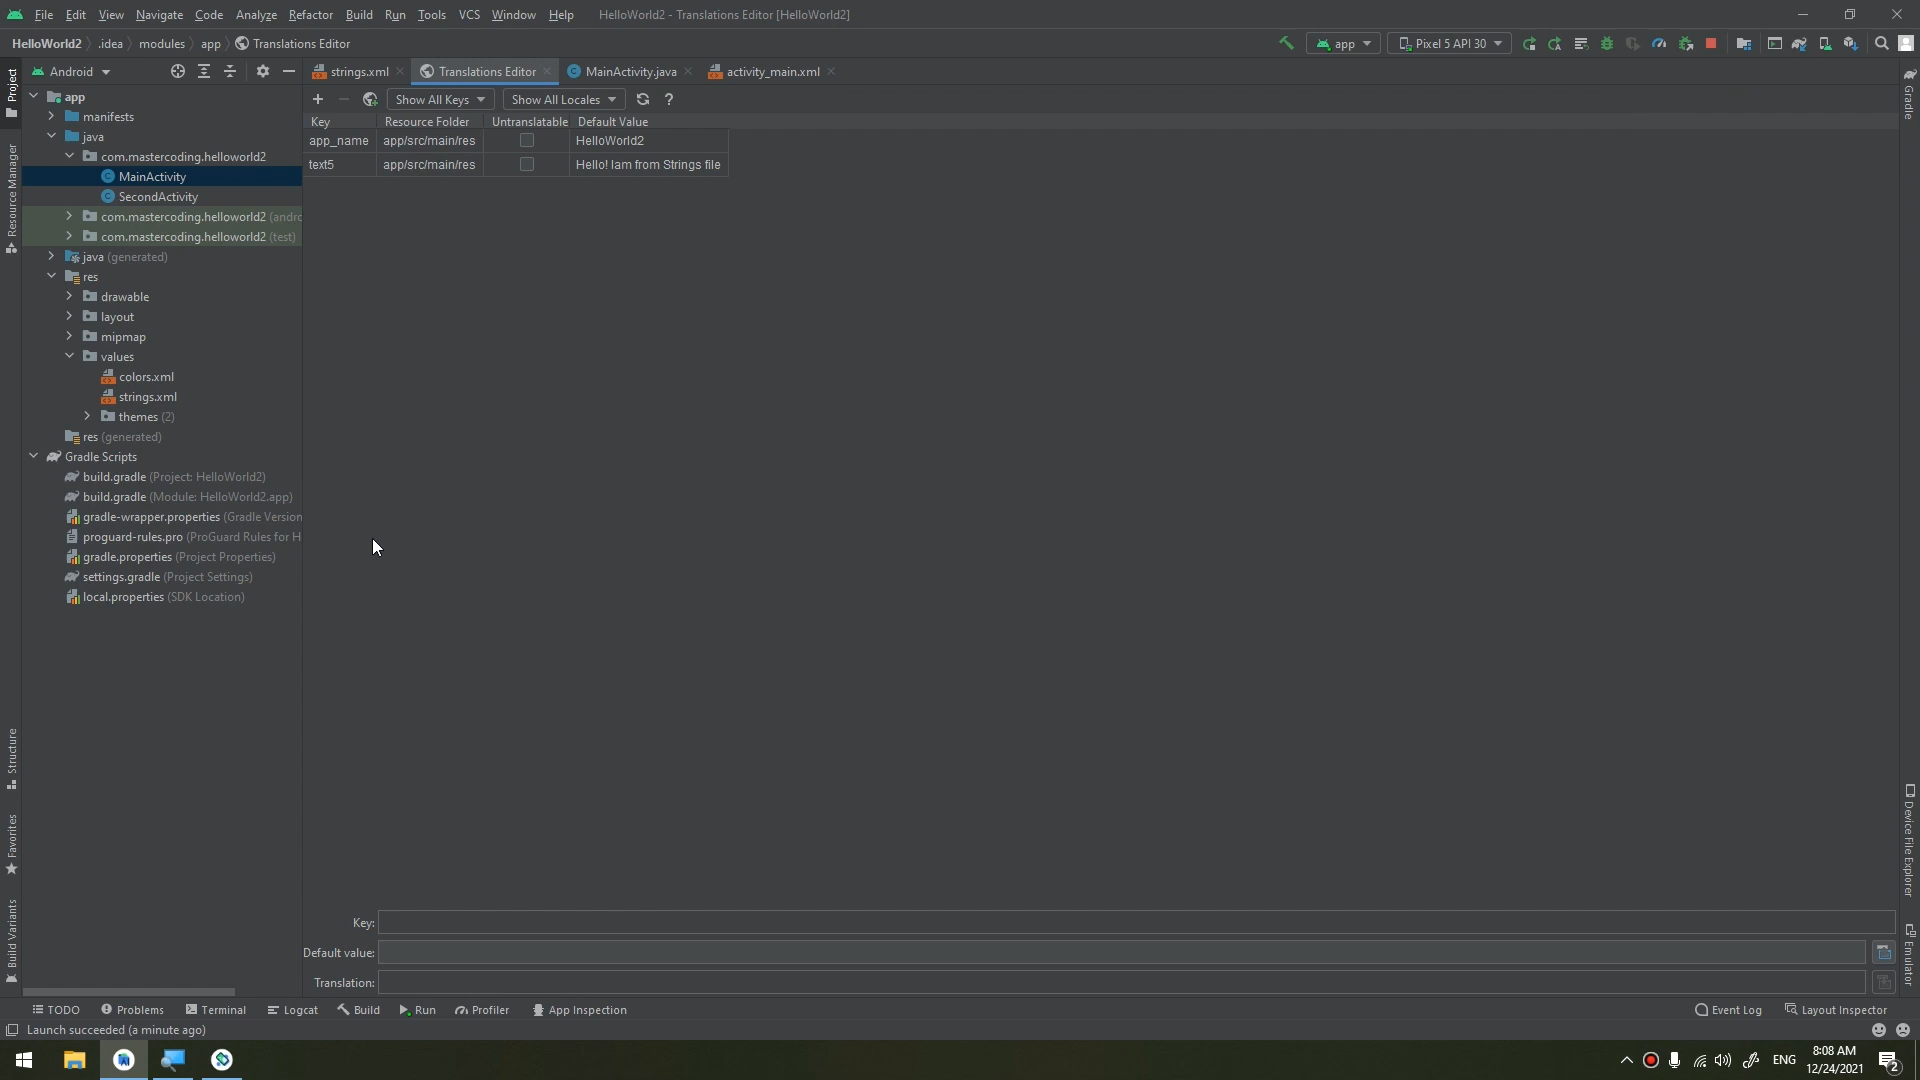 File Edit View Navigate Code Analyze Refactor Build Run Tools VCS Window Help HelloWorld2 - Translations Editor [HelloWorld2]
HelloWorld2 .idea modules app Translations Editor app Pixel 5 API 30
Android strings.xml Translations Editor MainActivity.java activity_main.xml
Show All Keys Show All Locales ?
Key Resource Folder Untranslatable Default Value
app_name app/src/main/res HelloWorld2
text5 app/src/main/res Hello! Iam from Strings file
app
manifests
java
com.mastercoding.helloworld2
MainActivity
SecondActivity
com.mastercoding.helloworld2 (andro
com.mastercoding.helloworld2 (test)
java (generated)
res
drawable
layout
mipmap
values
colors.xml
strings.xml
themes (2)
res (generated)
Gradle Scripts
build.gradle (Project: HelloWorld2)
build.gradle (Module: HelloWorld2.app)
gradle-wrapper.properties (Gradle Version
proguard-rules.pro (ProGuard Rules for H
gradle.properties (Project Properties)
settings.gradle (Project Settings)
local.properties (SDK Location)
Project
Resource Manager
Structure
Favorites
Build Variants
Gradle
Device File Explorer
Emulator
Key:
Default value:
Translation:
TODO Problems Terminal Logcat Build Run Profiler App Inspection Event Log Layout Inspector
Launch succeeded (a minute ago)
ENG 8:08 AM
12/24/2021 2